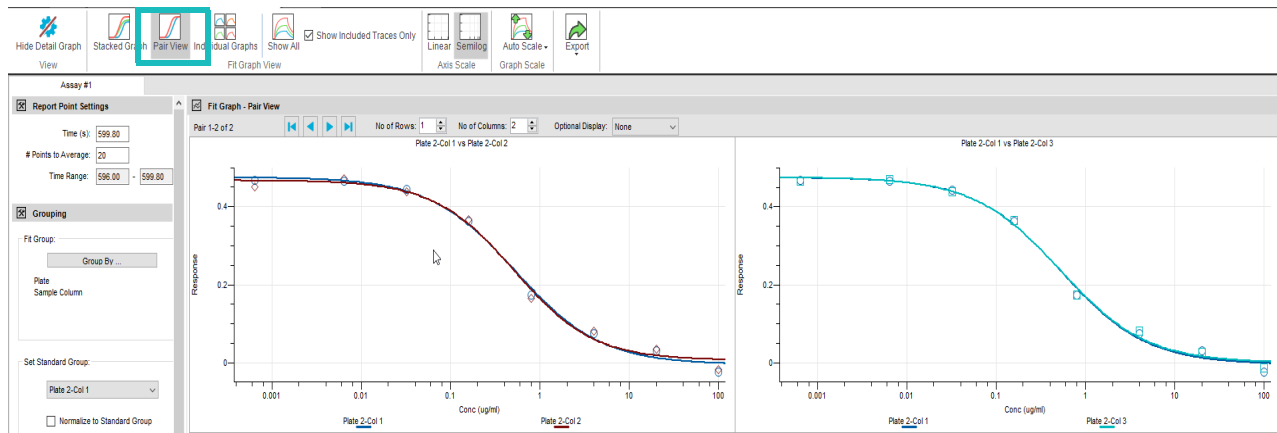 Hide Detail Graph
Stacked Graph
Pair View
Individual Graphs
Show All
Show Included Traces Only
Linear
Semilog
Auto Scale
Export
View
Fit Graph View
Axis Scale
Graph Scale
Assay #1
Report Point Settings
Time (s): 599.80
# Points to Average: 20
Time Range: 596.00 - 599.80
Grouping
Fit Group:
Group By ...
Plate
Sample Column
Set Standard Group:
Plate 2-Col 1
Normalize to Standard Group
Fit Graph - Pair View
Pair 1-2 of 2
No of Rows: 1
No of Columns: 2
Optional Display: None
Plate 2-Col 1 vs Plate 2-Col 2
0.4
0.2
0
Response
0.001 0.01 0.1 1 10 100
Conc (ug/ml)
Plate 2-Col 1 Plate 2-Col 2
Plate 2-Col 1 vs Plate 2-Col 3
0.4
0.2
0
Response
0.001 0.01 0.1 1 10 100
Conc (ug/ml)
Plate 2-Col 1 Plate 2-Col 3